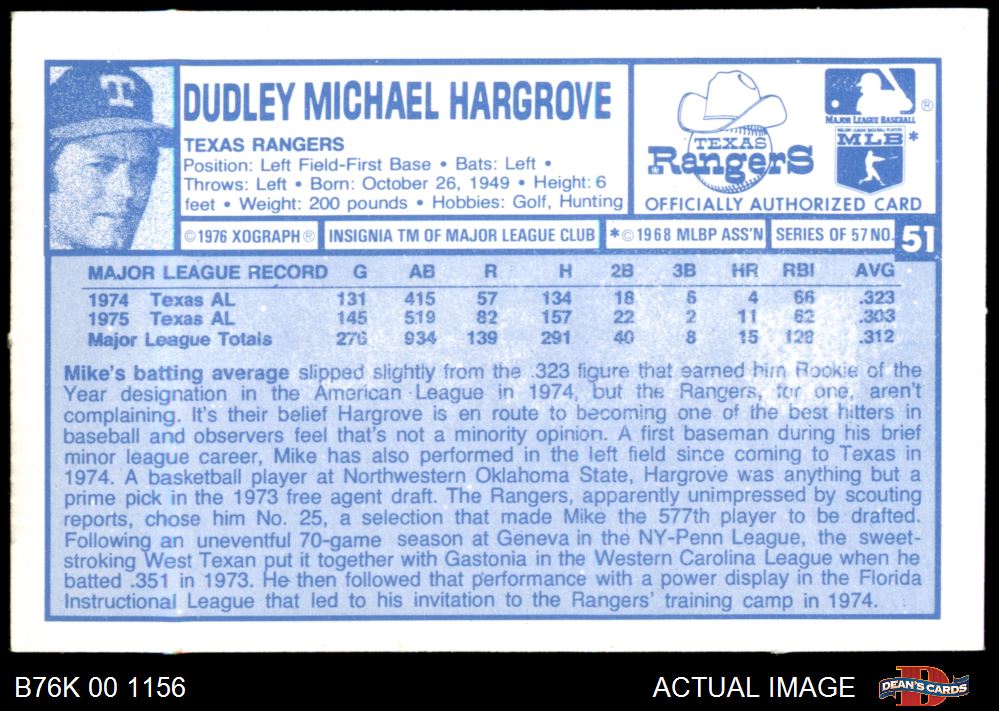 T
DUDLEY MICHAEL HARGROVE
TEXAS RANGERS
Position: Left Field-First Base • Bats: Left •
Throws: Left • Born: October 26, 1949 • Height: 6
feet • Weight: 200 pounds • Hobbies: Golf, Hunting
TEXAS
RangerS
®
MAJOR LEAGUE BASEBALL
MAJOR LEAGUE BASEBALL PLAYERS
MLB *
OFFICIALLY AUTHORIZED CARD
© 1976 XOGRAPH ® INSIGNIA TM OF MAJOR LEAGUE CLUB * © 1968 MLBP ASS'N SERIES OF 57 NO. 51
MAJOR LEAGUE RECORD G AB R H 2B 3B HR RBI AVG
1974 Texas AL 131 415 57 134 18 6 4 66 .323
1975 Texas AL 145 519 82 157 22 2 11 62 .303
Major League Totals 276 934 139 291 40 8 15 128 .312
Mike's batting average slipped slightly from the .323 figure that earned him Rookie of the
Year designation in the American League in 1974, but the Rangers, for one, aren't
complaining. It's their belief Hargrove is en route to becoming one of the best hitters in
baseball and observers feel that's not a minority opinion. A first baseman during his brief
minor league career, Mike has also performed in the left field since coming to Texas in
1974. A basketball player at Northwestern Oklahoma State, Hargrove was anything but a
prime pick in the 1973 free agent draft. The Rangers, apparently unimpressed by scouting
reports, chose him No. 25, a selection that made Mike the 577th player to be drafted.
Following an uneventful 70-game season at Geneva in the NY-Penn League, the sweet-
stroking West Texan put it together with Gastonia in the Western Carolina League when he
batted .351 in 1973. He then followed that performance with a power display in the Florida
Instructional League that led to his invitation to the Rangers' training camp in 1974.
B76K 00 1156 ACTUAL IMAGE D DEAN'S CARDS